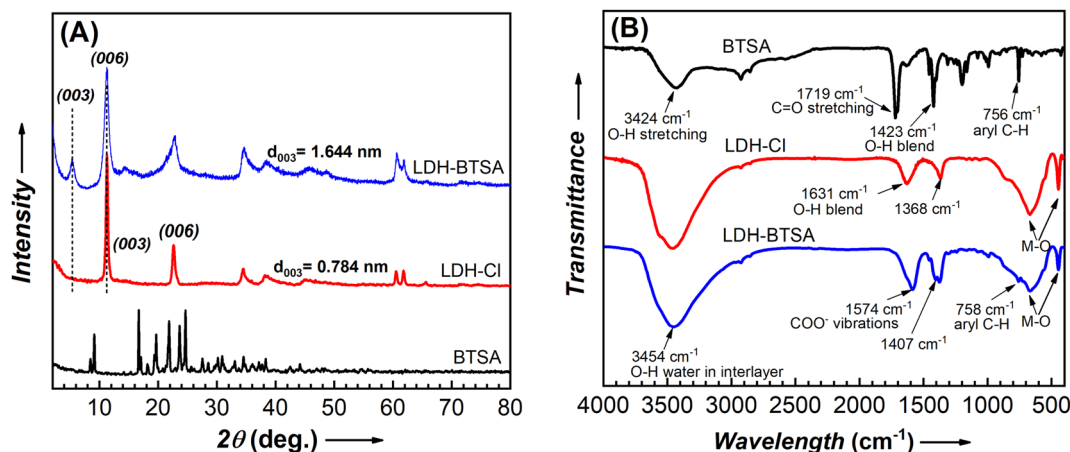 (A)
(006)
(003)
d003= 1.644 nm
LDH-BTSA
(003)
(006)
d003= 0.784 nm
LDH-Cl
BTSA
Intensity
10 20 30 40 50 60 70 80
2θ (deg.)
(B)
BTSA
3424 cm-1
O-H stretching
1719 cm-1
C=O stretching
1423 cm-1
O-H blend
756 cm-1
aryl C-H
LDH-Cl
1631 cm-1
O-H blend
1368 cm-1
M-O
LDH-BTSA
1574 cm-1
COO- vibrations
1407 cm-1
758 cm-1
aryl C-H
M-O
3454 cm-1
O-H water in interlayer
Transmittance
4000 3500 3000 2500 2000 1500 1000 500
Wavelength (cm-1)